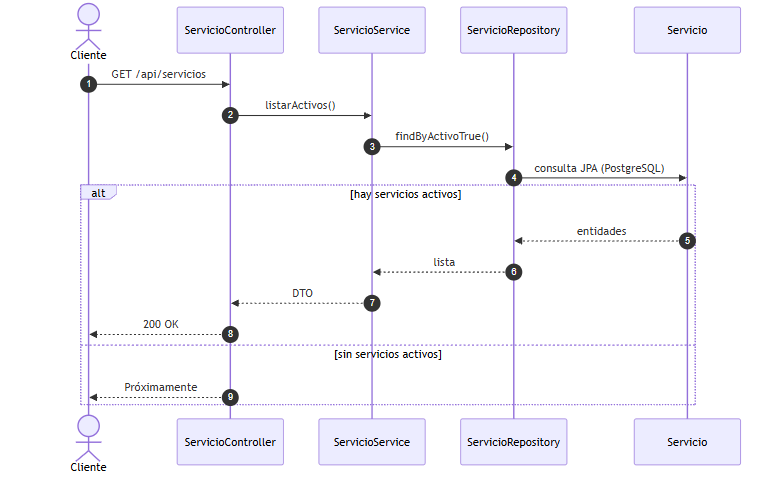 ServicioController
ServicioService
ServicioRepository
Servicio
Cliente
1
GET /api/servicios
2
listarActivos()
3
findByActivoTrue()
4
consulta JPA (PostgreSQL)
alt
[hay servicios activos]
entidades
5
lista
6
DTO
7
200 OK
8
[sin servicios activos]
Próximamente
9
ServicioController
ServicioService
ServicioRepository
Servicio
Cliente